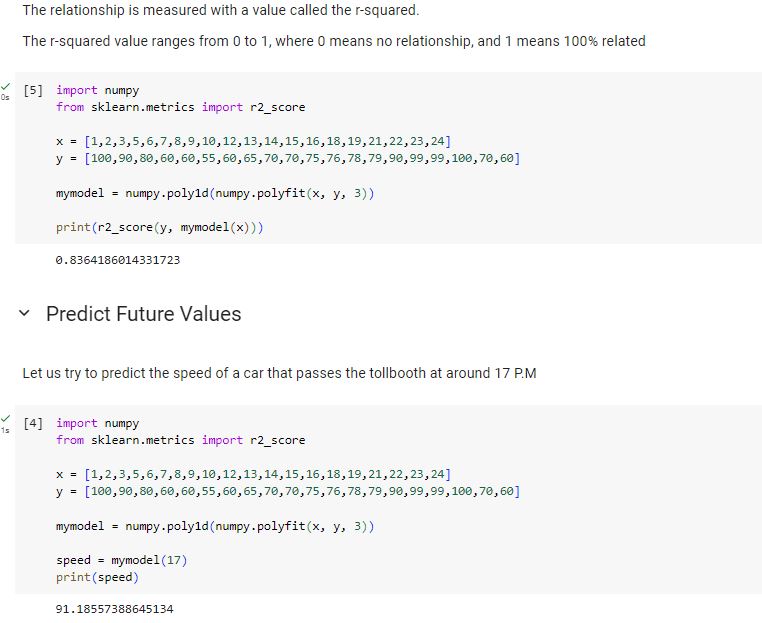 The relationship is measured with a value called the r-squared.
The r-squared value ranges from 0 to 1, where 0 means no relationship, and 1 means 100% related
0s
[5] import numpy
from sklearn.metrics import r2_score
x = [1,2,3,5,6,7,8,9,10,12,13,14,15,16,18,19,21,22,23,24]
y = [100,90,80,60,60,55,60,65,70,70,75,76,78,79,90,99,99,100,70,60]
mymodel = numpy.poly1d(numpy.polyfit(x, y, 3))
print(r2_score(y, mymodel(x)))
0.8364186014331723
Predict Future Values
Let us try to predict the speed of a car that passes the tollbooth at around 17 P.M
1s
[4] import numpy
from sklearn.metrics import r2_score
x = [1,2,3,5,6,7,8,9,10,12,13,14,15,16,18,19,21,22,23,24]
y = [100,90,80,60,60,55,60,65,70,70,75,76,78,79,90,99,99,100,70,60]
mymodel = numpy.poly1d(numpy.polyfit(x, y, 3))
speed = mymodel(17)
print(speed)
91.18557388645134